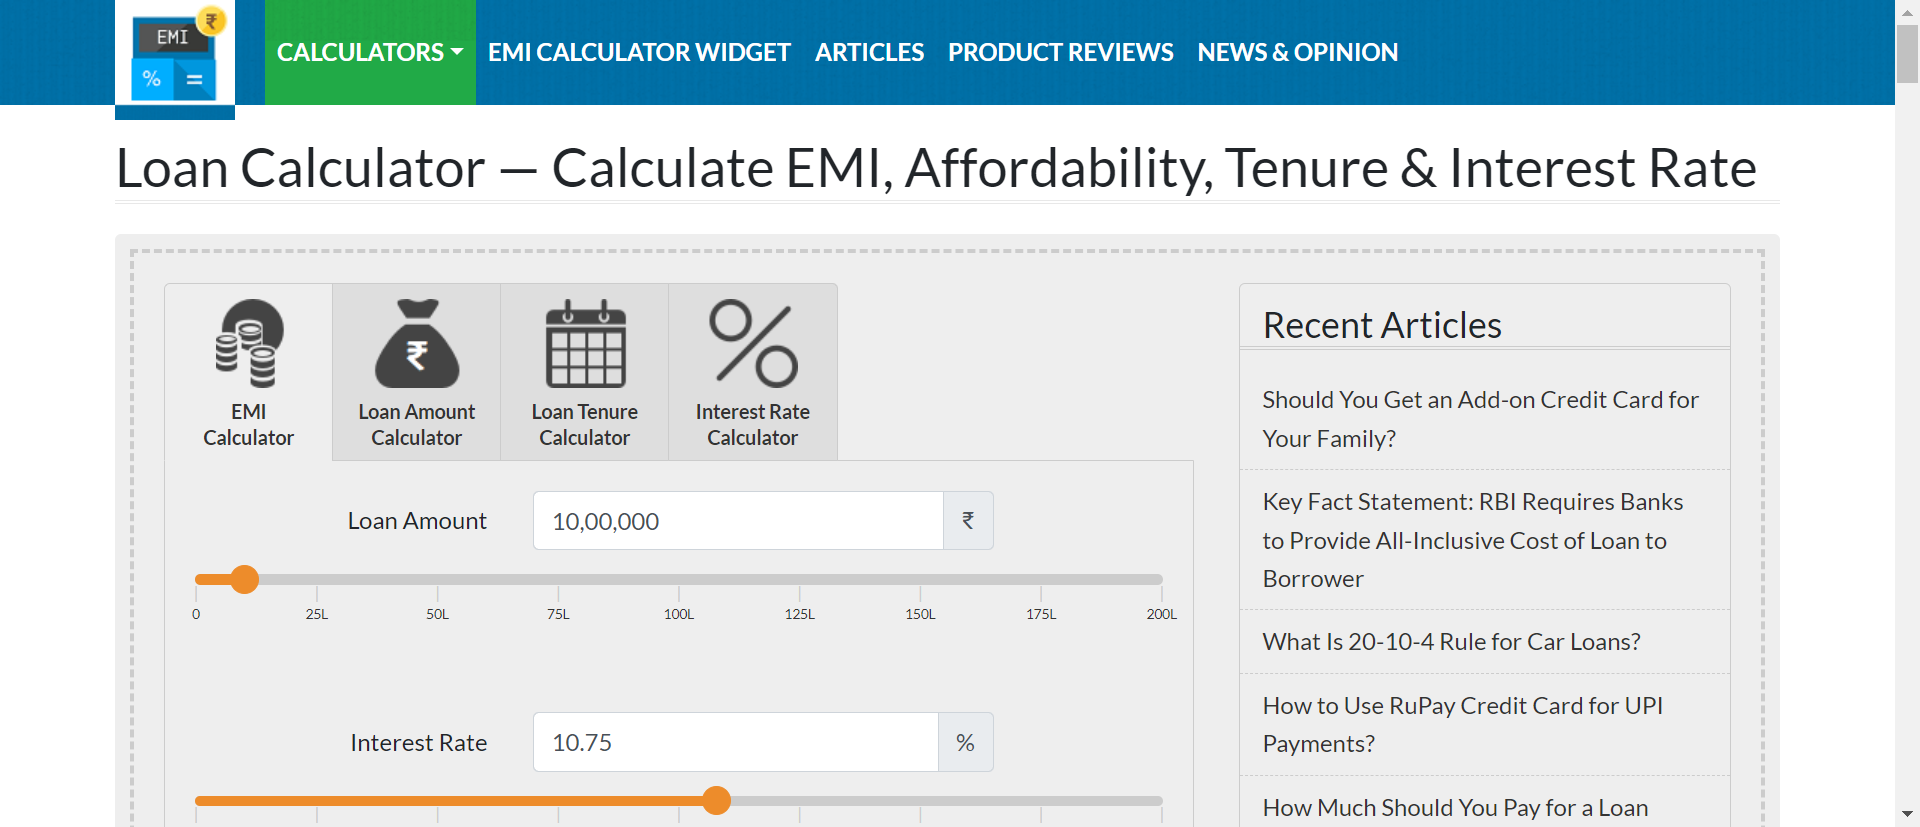 EMI
₹
%
=
CALCULATORS
EMI CALCULATOR WIDGET
ARTICLES
PRODUCT REVIEWS
NEWS & OPINION
Loan Calculator — Calculate EMI, Affordability, Tenure & Interest Rate
₹
EMI
Calculator
Loan Amount
Calculator
Loan Tenure
Calculator
Interest Rate
Calculator
Loan Amount
10,00,000
₹
0
25L
50L
75L
100L
125L
150L
175L
200L
Interest Rate
10.75
%
Recent Articles
Should You Get an Add-on Credit Card for
Your Family?
Key Fact Statement: RBI Requires Banks
to Provide All-Inclusive Cost of Loan to
Borrower
What Is 20-10-4 Rule for Car Loans?
How to Use RuPay Credit Card for UPI
Payments?
How Much Should You Pay for a Loan